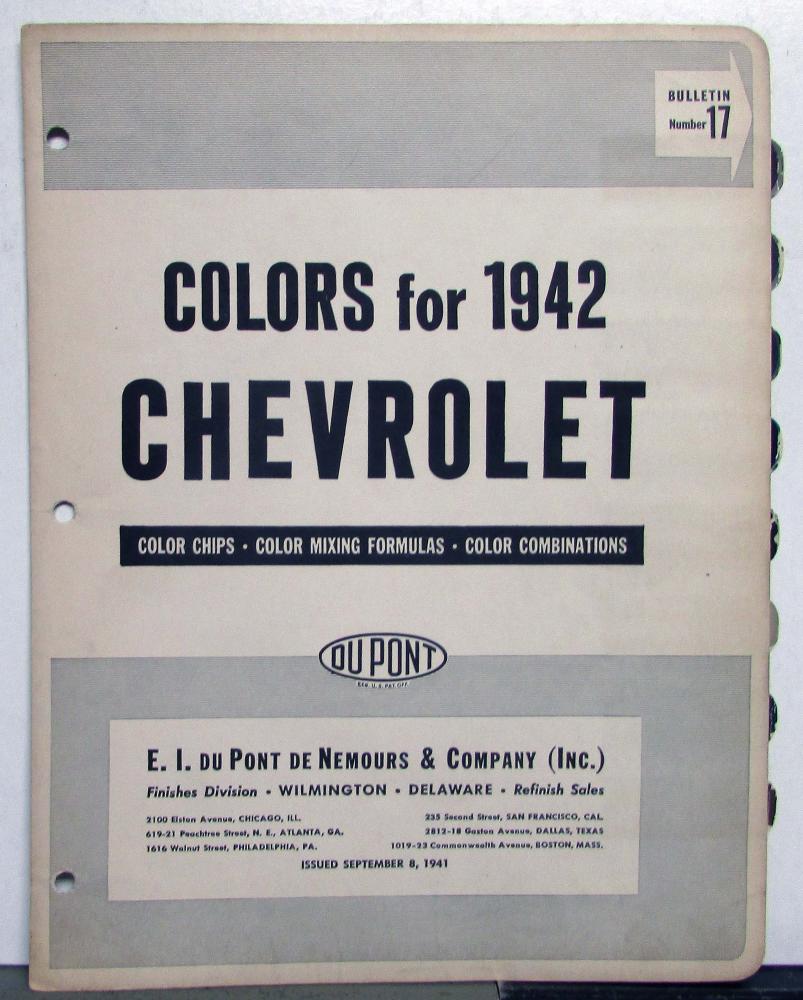 BULLETIN
Number 17
COLORS for 1942
CHEVROLET
COLOR CHIPS • COLOR MIXING FORMULAS • COLOR COMBINATIONS
DU PONT
REG. U.S. PAT. OFF.
E. I. DU PONT DE NEMOURS & COMPANY (INC.)
Finishes Division • WILMINGTON • DELAWARE • Refinish Sales
2100 Elston Avenue, CHICAGO, ILL. 235 Second Street, SAN FRANCISCO, CAL.
619-21 Peachtree Street, N. E., ATLANTA, GA. 2812-18 Gaston Avenue, DALLAS, TEXAS
1616 Walnut Street, PHILADELPHIA, PA. 1019-23 Commonwealth Avenue, BOSTON, MASS.
ISSUED SEPTEMBER 8, 1941